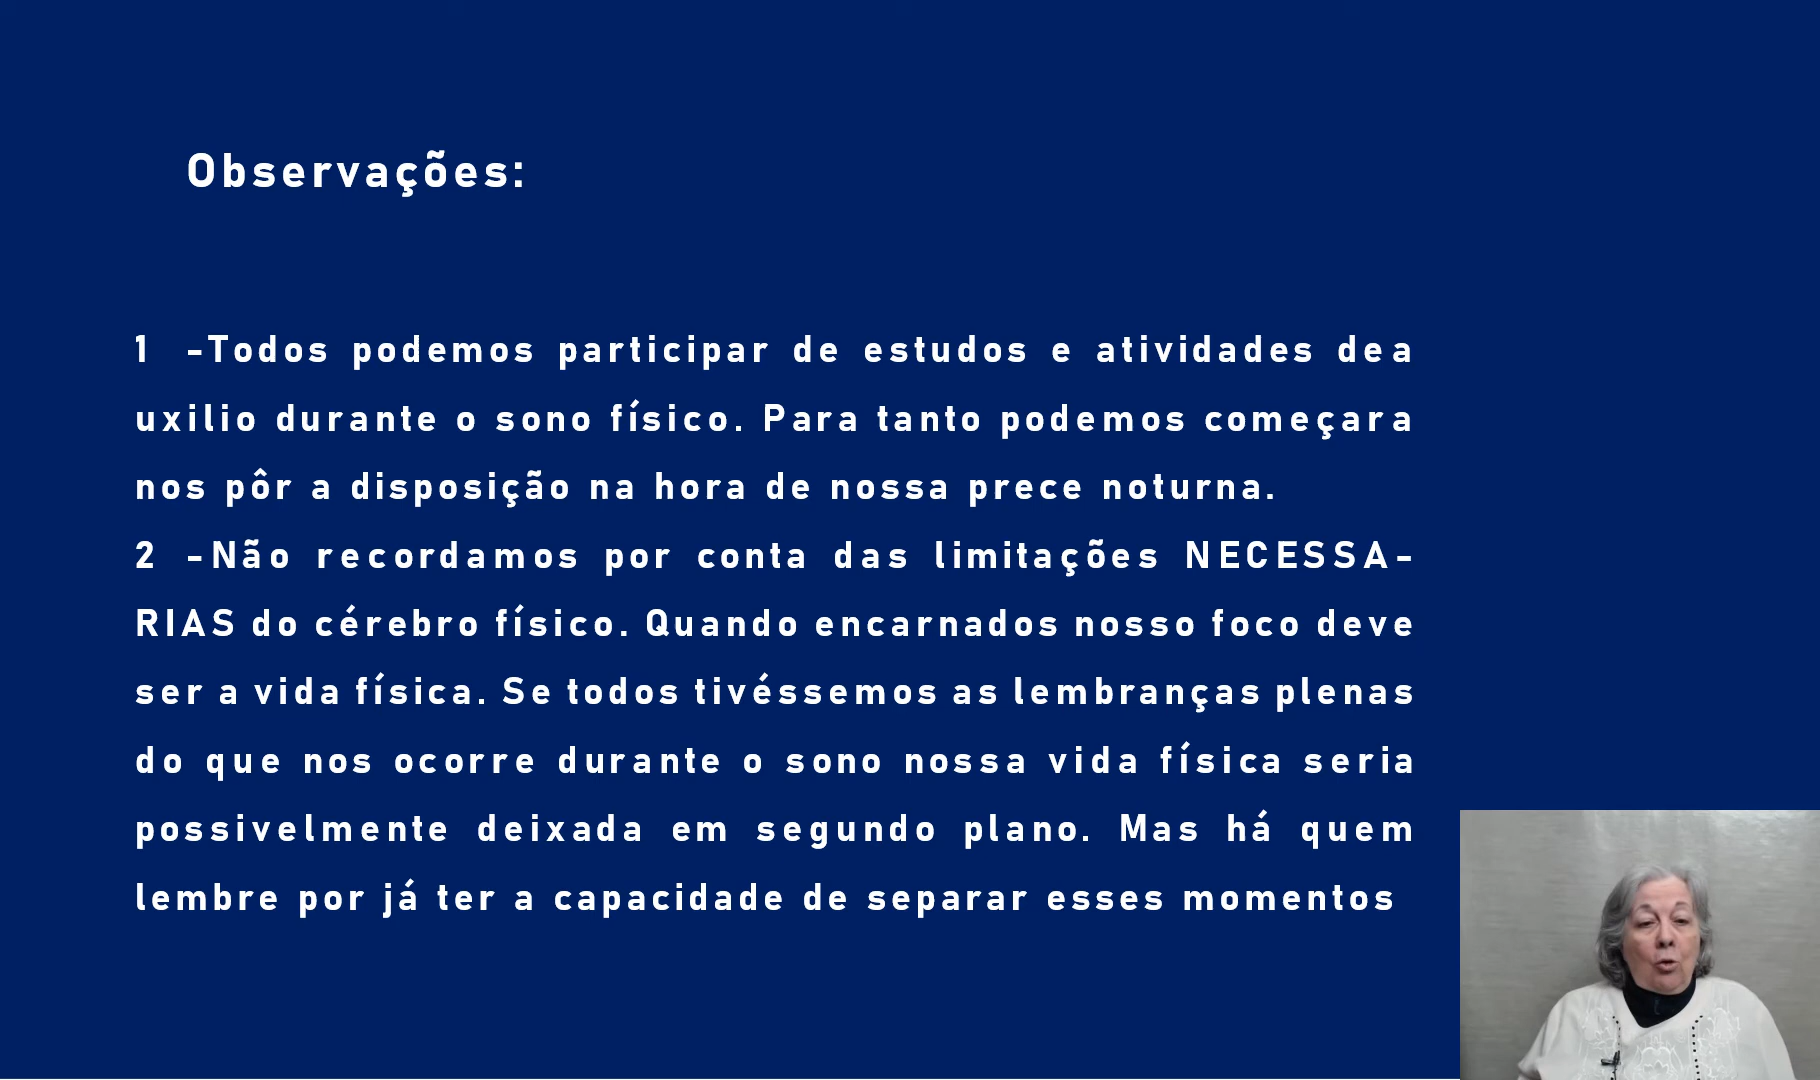 Observações:
1 -Todos podemos participar de estudos e atividades dea
uxilio durante o sono físico. Para tanto podemos começara
nos pôr a disposição na hora de nossa prece noturna.
2 -Não recordamos por conta das limitações NECESSA-
RIAS do cérebro físico. Quando encarnados nosso foco deve
ser a vida física. Se todos tivéssemos as lembranças plenas
do que nos ocorre durante o sono nossa vida física seria
possivelmente deixada em segundo plano. Mas há quem
lembre por já ter a capacidade de separar esses momentos